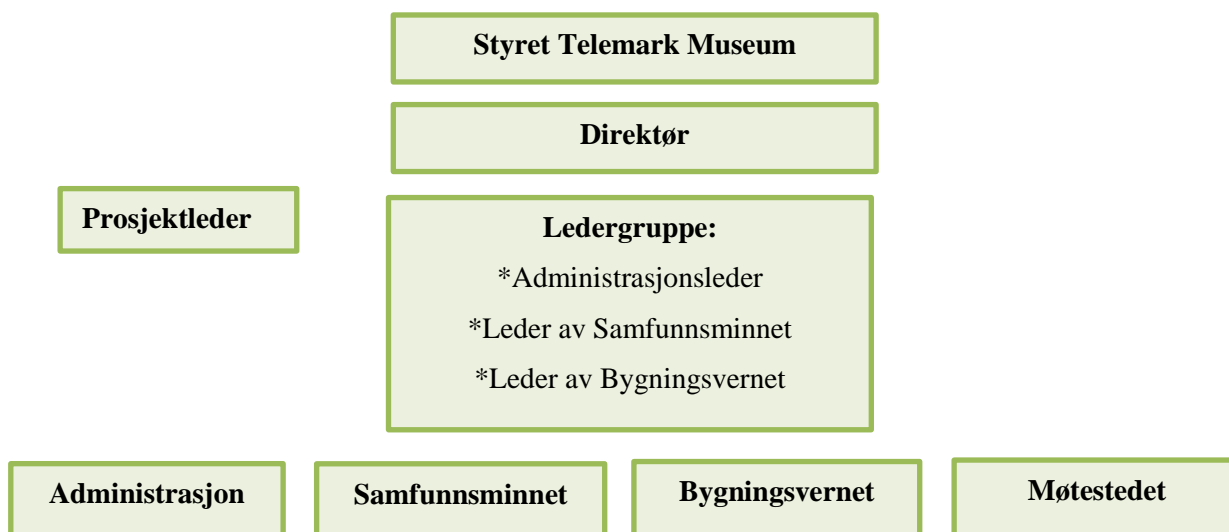 Styret Telemark Museum
Direktør
Prosjektleder
Ledergruppe:
*Administrasjonsleder
*Leder av Samfunnsminnet
*Leder av Bygningsvernet
Administrasjon
Samfunnsminnet
Bygningsvernet
Møtestedet